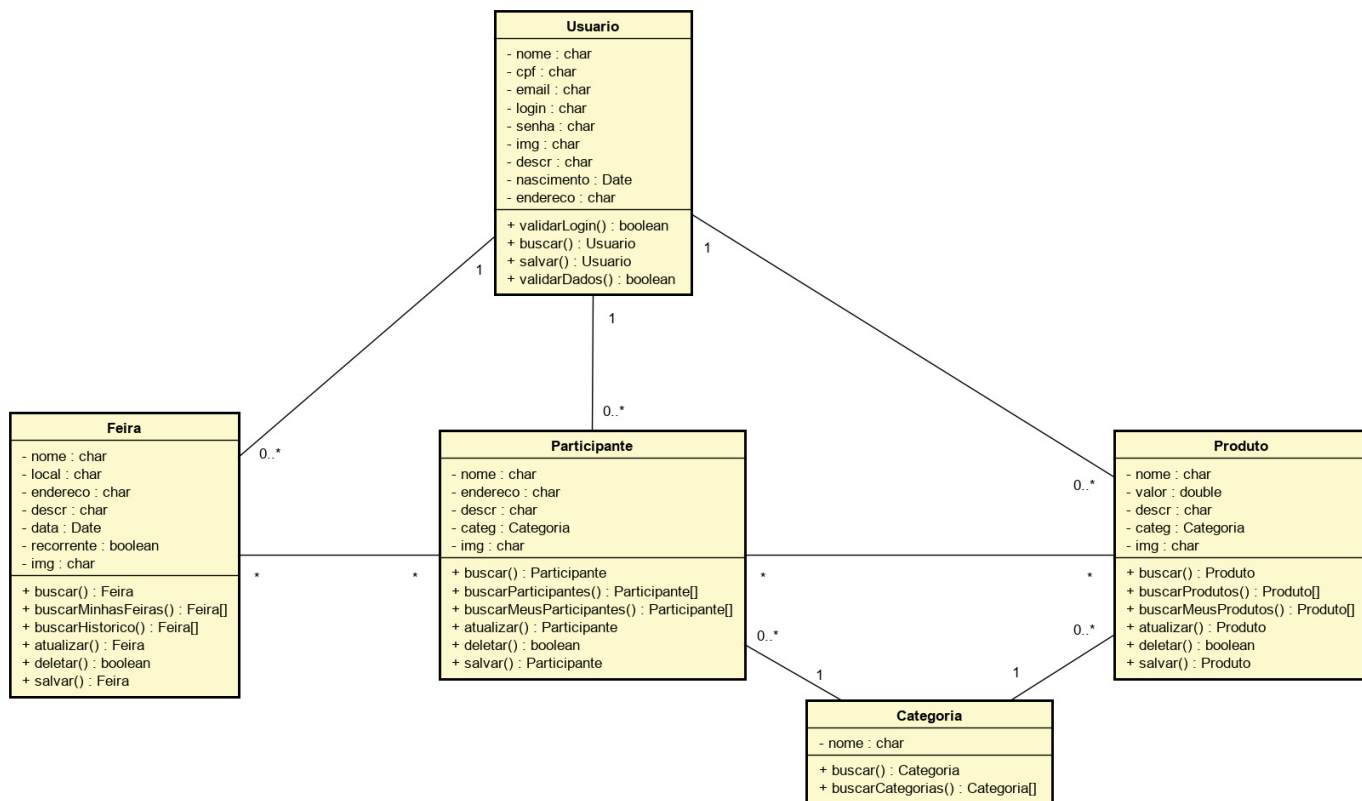 Usuario
- nome : char
- cpf : char
- email : char
- login : char
- senha : char
- img : char
- descr : char
- nascimento : Date
- endereco : char
+ validarLogin() : boolean
+ buscar() : Usuario
+ salvar() : Usuario
+ validarDados() : boolean
1
1
1
0..*
0..*
0..*
Feira
- nome : char
- local : char
- endereco : char
- descr : char
- data : Date
- recorrente : boolean
- img : char
+ buscar() : Feira
+ buscarMinhasFeiras() : Feira[]
+ buscarHistorico() : Feira[]
+ atualizar() : Feira
+ deletar() : boolean
+ salvar() : Feira
*
*
Participante
- nome : char
- endereco : char
- descr : char
- categ : Categoria
- img : char
+ buscar() : Participante
+ buscarParticipantes() : Participante[]
+ buscarMeusParticipantes() : Participante[]
+ atualizar() : Participante
+ deletar() : boolean
+ salvar() : Participante
*
*
Produto
- nome : char
- valor : double
- descr : char
- categ : Categoria
- img : char
+ buscar() : Produto
+ buscarProdutos() : Produto[]
+ buscarMeusProdutos() : Produto[]
+ atualizar() : Produto
+ deletar() : boolean
+ salvar() : Produto
0..*
0..*
1
1
Categoria
- nome : char
+ buscar() : Categoria
+ buscarCategorias() : Categoria[]